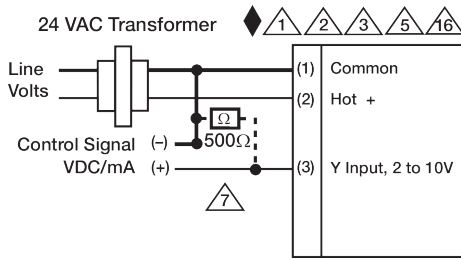 24 VAC Transformer
1 2 3 5 16
Line
Volts
(1) Common
(2) Hot +
Control Signal (–)
VDC/mA (+)
Ω
500Ω
(3) Y Input, 2 to 10V
7